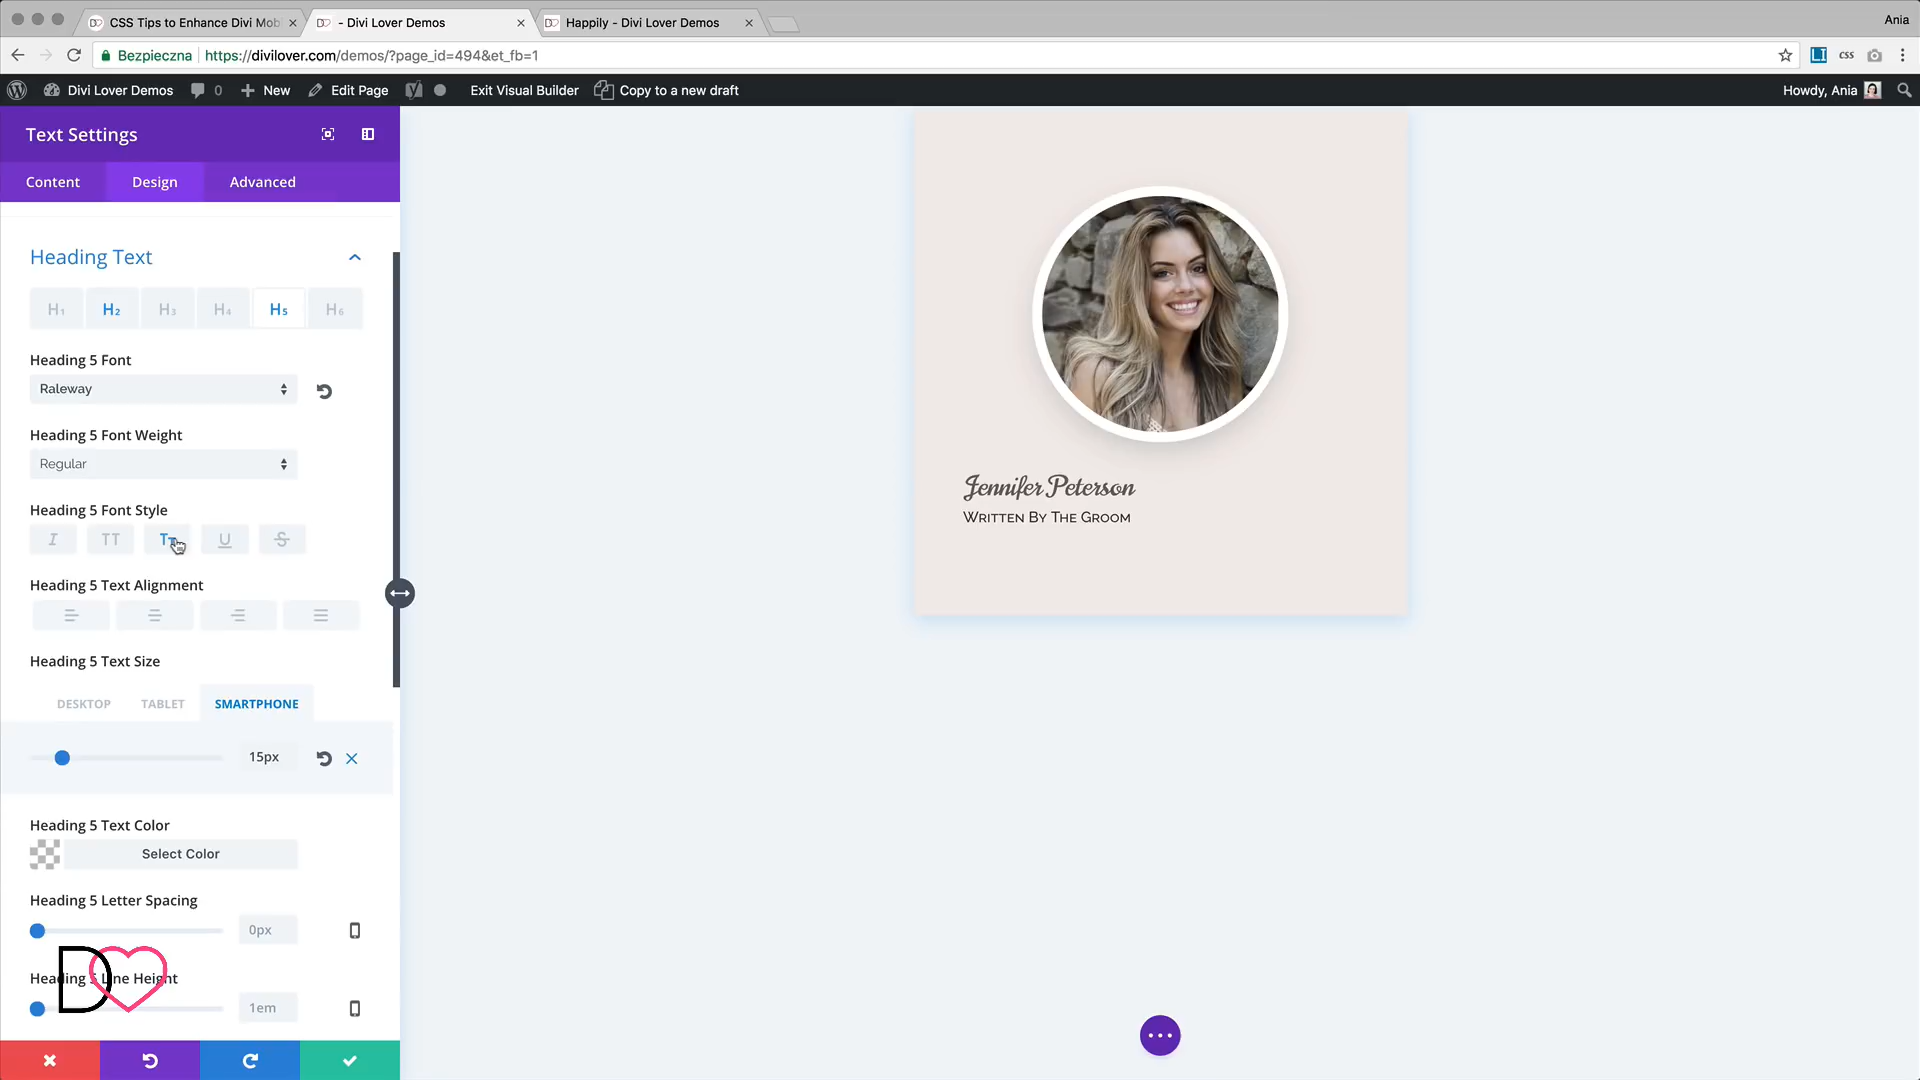 CSS Tips to Enhance Divi Mobi
- Divi Lover Demos
Happily - Divi Lover Demos
Ania
Bezpieczna
https://divilover.com/demos/?page_id=494&et_fb=1
LI
css
Divi Lover Demos
0
New
Edit Page
Exit Visual Builder
Copy to a new draft
Howdy, Ania
Text Settings
Content
Design
Advanced
Heading Text
H1
H2
H3
H4
H5
H6
Heading 5 Font
Raleway
Heading 5 Font Weight
Regular
Heading 5 Font Style
I
TT
Tt
U
S
Heading 5 Text Alignment
Heading 5 Text Size
DESKTOP
TABLET
SMARTPHONE
15px
Heading 5 Text Color
Select Color
Heading 5 Letter Spacing
0px
Heading 5 Line Height
1em
Jennifer Peterson
Written By The Groom